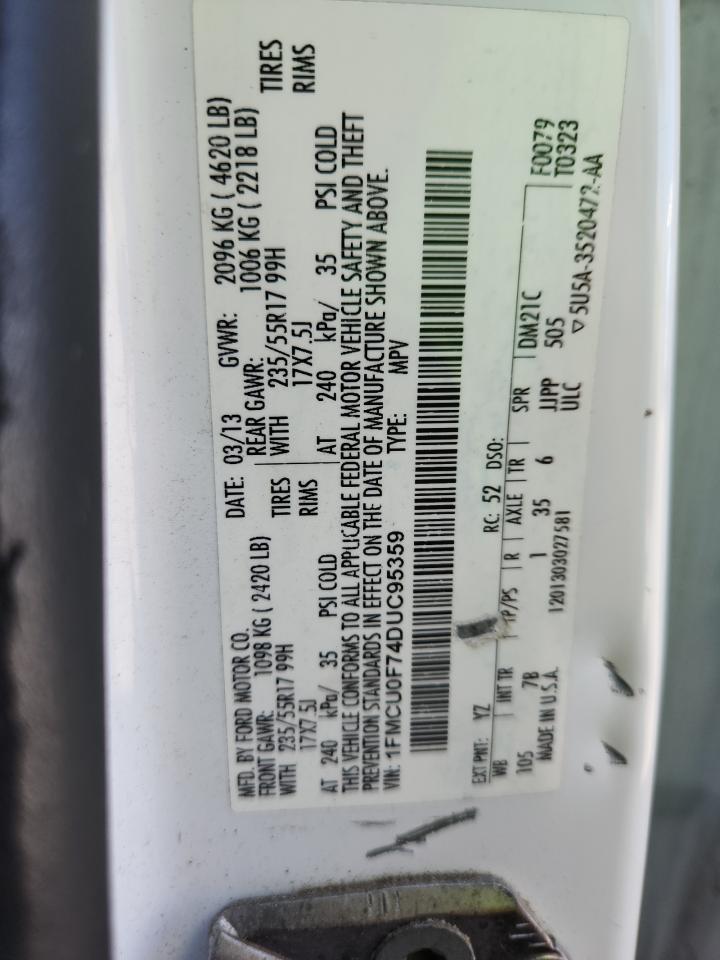 MFD. BY FORD MOTOR CO.
DATE: 03/13 GVWR: 2096 KG ( 4620 LB)
FRONT GAWR: 1098 KG ( 2420 LB) REAR GAWR: 1006 KG ( 2218 LB)
WITH 235/55R17 99H TIRES WITH 235/55R17 99H TIRES
17X7.5J RIMS 17X7.5J RIMS
AT 240 kPa/ 35 PSI COLD AT 240 kPa/ 35 PSI COLD
THIS VEHICLE CONFORMS TO ALL APPLICABLE FEDERAL MOTOR VEHICLE SAFETY AND THEFT
PREVENTION STANDARDS IN EFFECT ON THE DATE OF MANUFACTURE SHOWN ABOVE.
VIN: 1FMCU0F74DUC95359 TYPE: MPV
EXT PNT: YZ RC: 52 DSO: F0079
WB INT TR TP/PS R AXLE TR SPR DM21C T0323
105 7B 1 35 6 JJPP 505
MADE IN U.S.A. 1201303027581 ULC ▽5U5A-3520472-AA